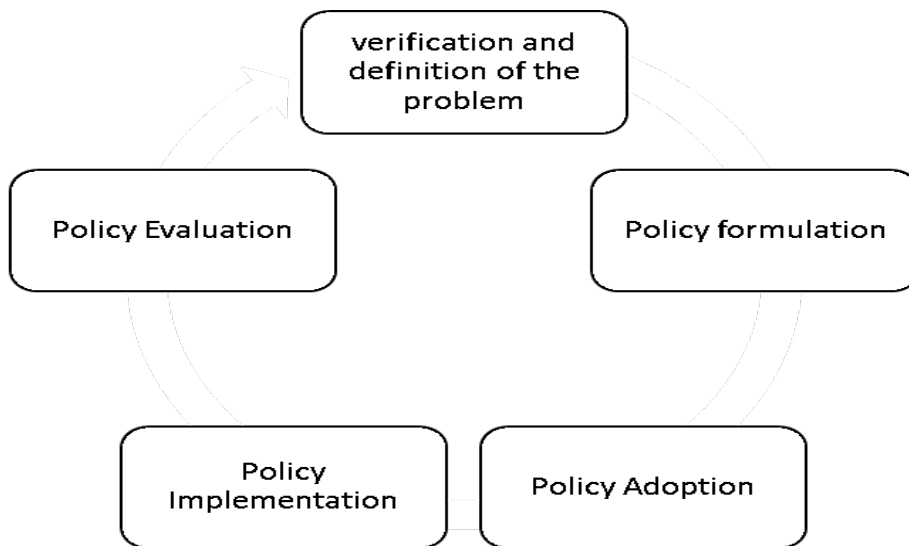 verification and
definition of the
problem
Policy Evaluation
Policy formulation
Policy
Implementation
Policy Adoption